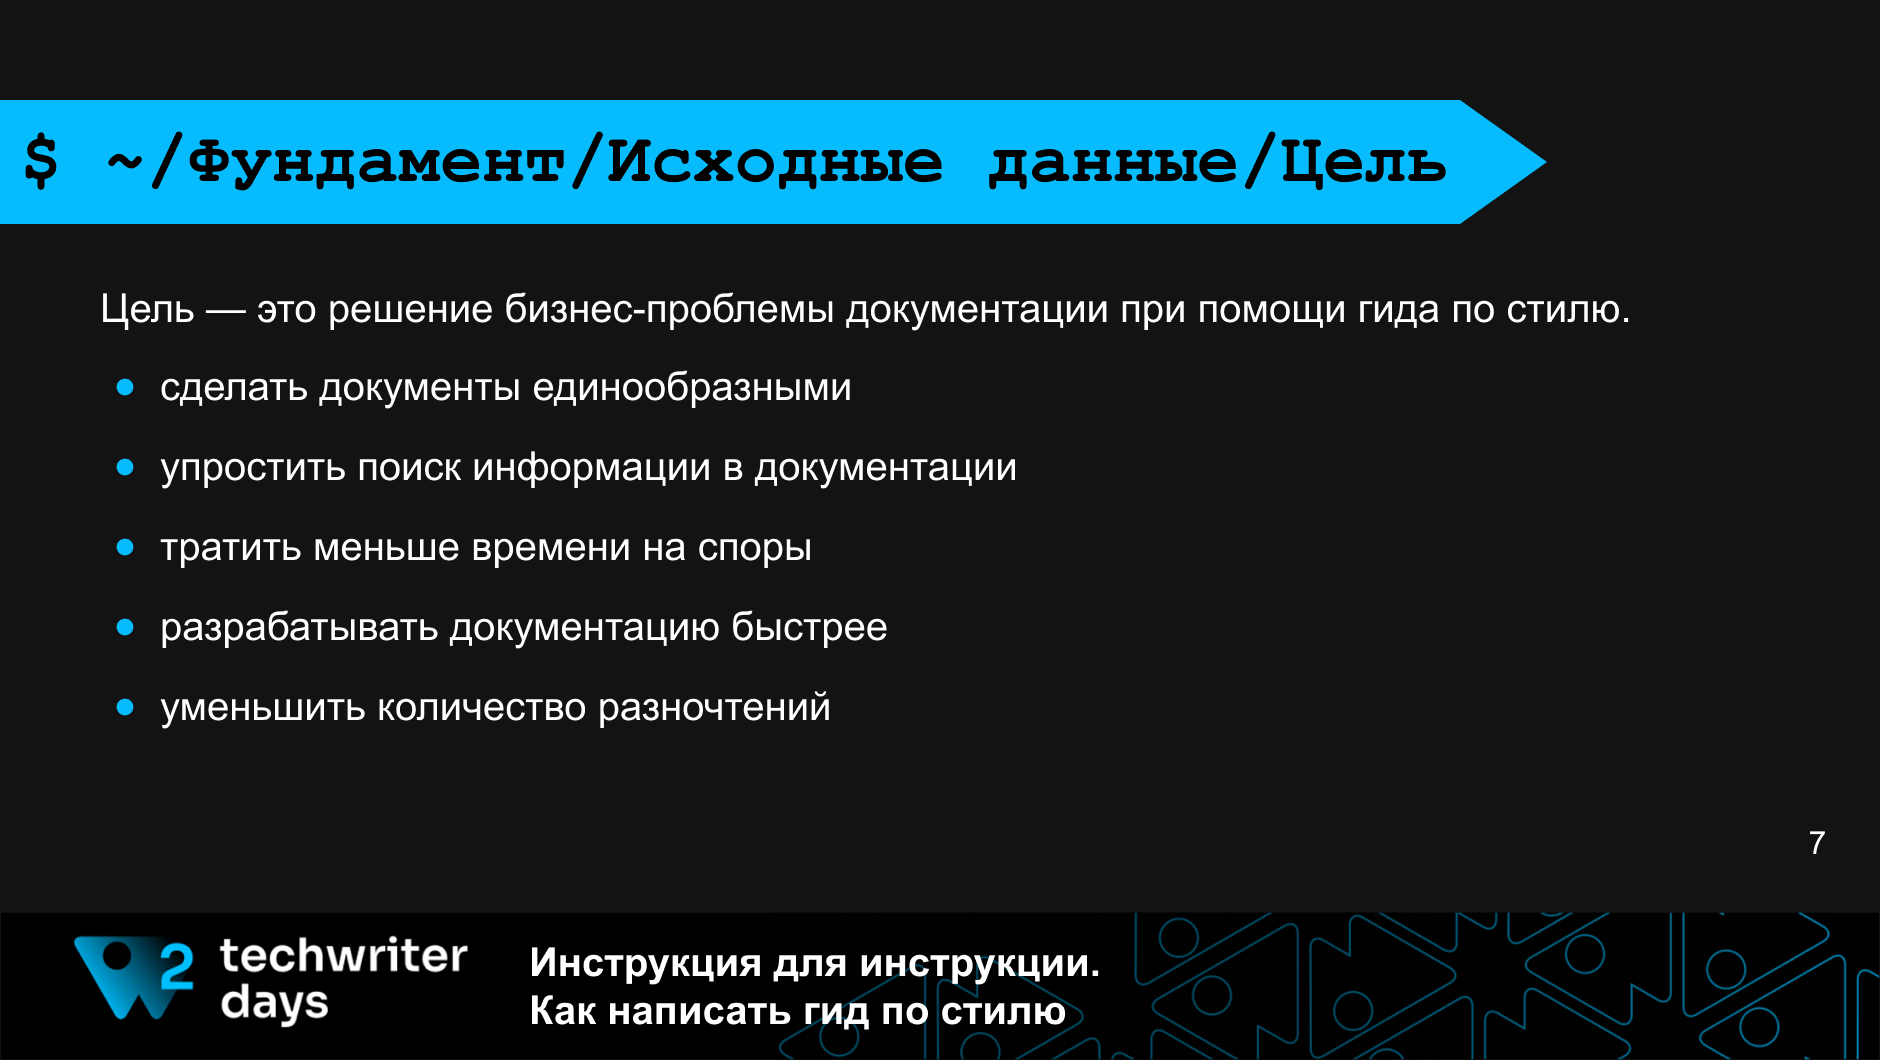 $ ~/Фундамент/Исходные данные/Цель
Цель — это решение бизнес-проблемы документации при помощи гида по стилю.
● сделать документы единообразными
● упростить поиск информации в документации
● тратить меньше времени на споры
● разрабатывать документацию быстрее
● уменьшить количество разночтений
7
2 techwriter
days
Инструкция для инструкции.
Как написать гид по стилю